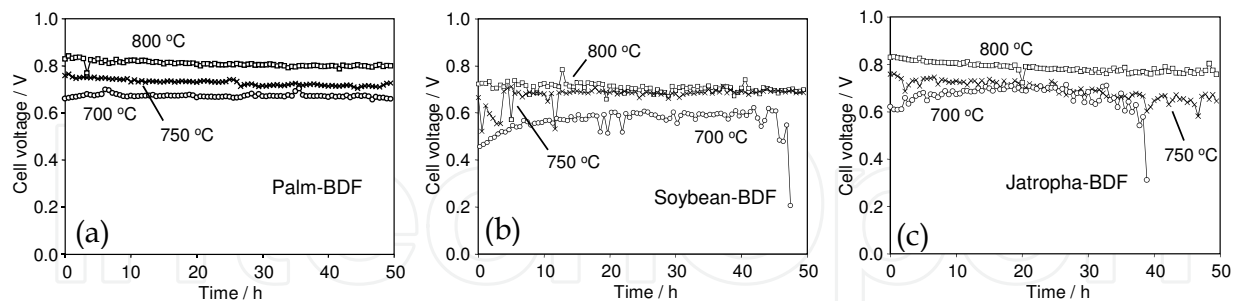 1.0
0.8
0.6
0.4
0.2
0.0
Cell voltage / V
800 °C
700 °C
750 °C
Palm-BDF
(a)
0 10 20 30 40 50
Time / h
1.0
0.8
0.6
0.4
0.2
0.0
Cell voltage / V
800 °C
750 °C
700 °C
Soybean-BDF
(b)
0 10 20 30 40 50
Time / h
1.0
0.8
0.6
0.4
0.2
0.0
Cell voltage / V
800 °C
700 °C
750 °C
Jatropha-BDF
(c)
0 10 20 30 40 50
Time / h